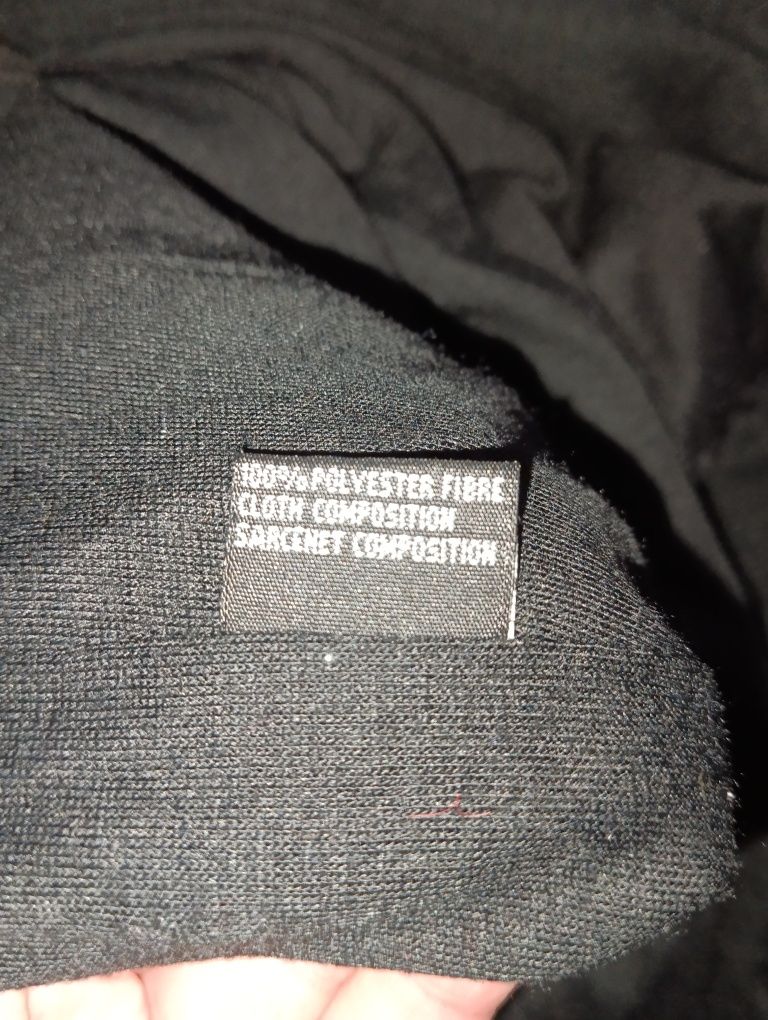 100% POLYESTER FIBRE
CLOTH COMPOSITION
SARCENET COMPOSITION